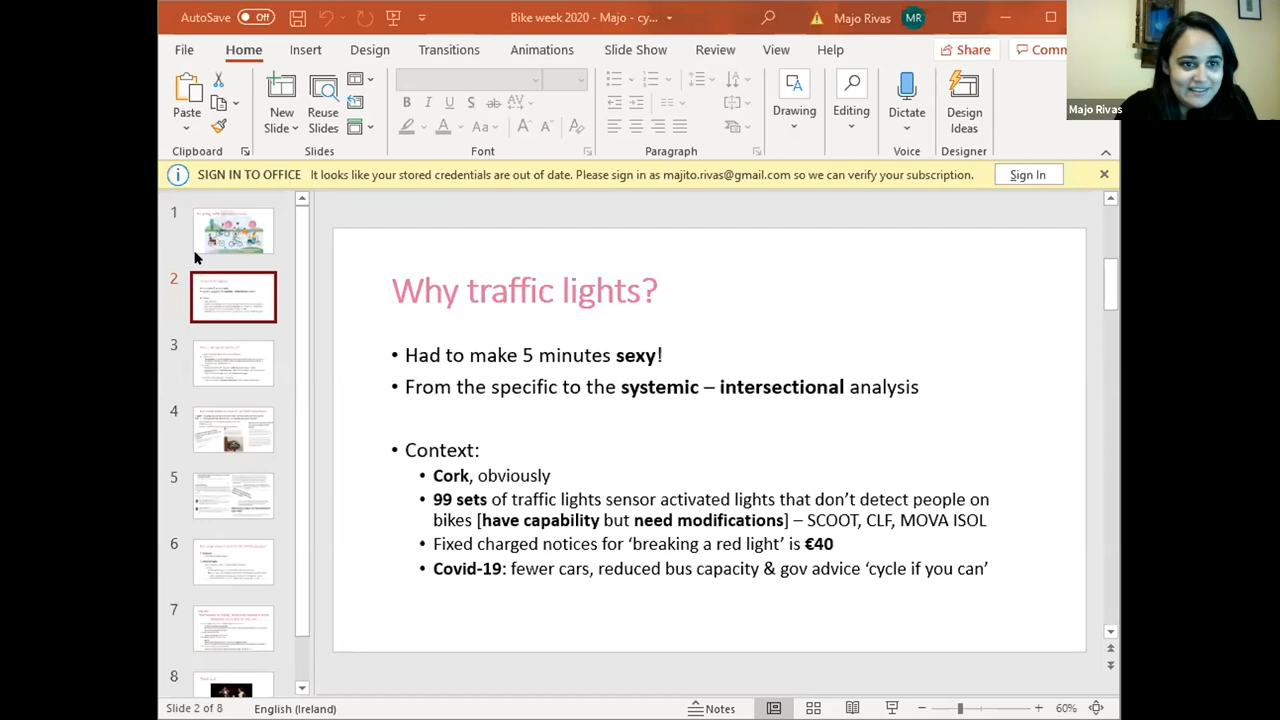 AutoSave Off
Bike week 2020 - Majo - cy...
Majo Rivas MR
File Home Insert Design Transitions Animations Slide Show Review View Help Share Comm
Majo Rivas
Paste
New Slide
Reuse Slides
Drawing
Editing
Dictate
Design Ideas
Clipboard Slides Font Paragraph Voice Designer
SIGN IN TO OFFICE It looks like your stored credentials are out of date. Please sign in as majito.rivas@gmail.com so we can verify your subscription. Sign In
1
2
3
4
5
6
7
8
Why traffic lights?
• Had to make 5 minutes sexy!
• From the specific to the systemic – intersectional analysis
• Context:
• Cork, obviously
• 99 sets of traffic lights semi-activated lights that don't detect people on
bikes [have capability but need modifications] – SCOOT, CLF, MOVA ISOL
• Fixed charged notices for 'breaking a red light' is €40
• Covid-19: fewer cars, reduced bus capacity & gov advice 'cycle if you can'
Slide 2 of 8 English (Ireland) Notes 60%